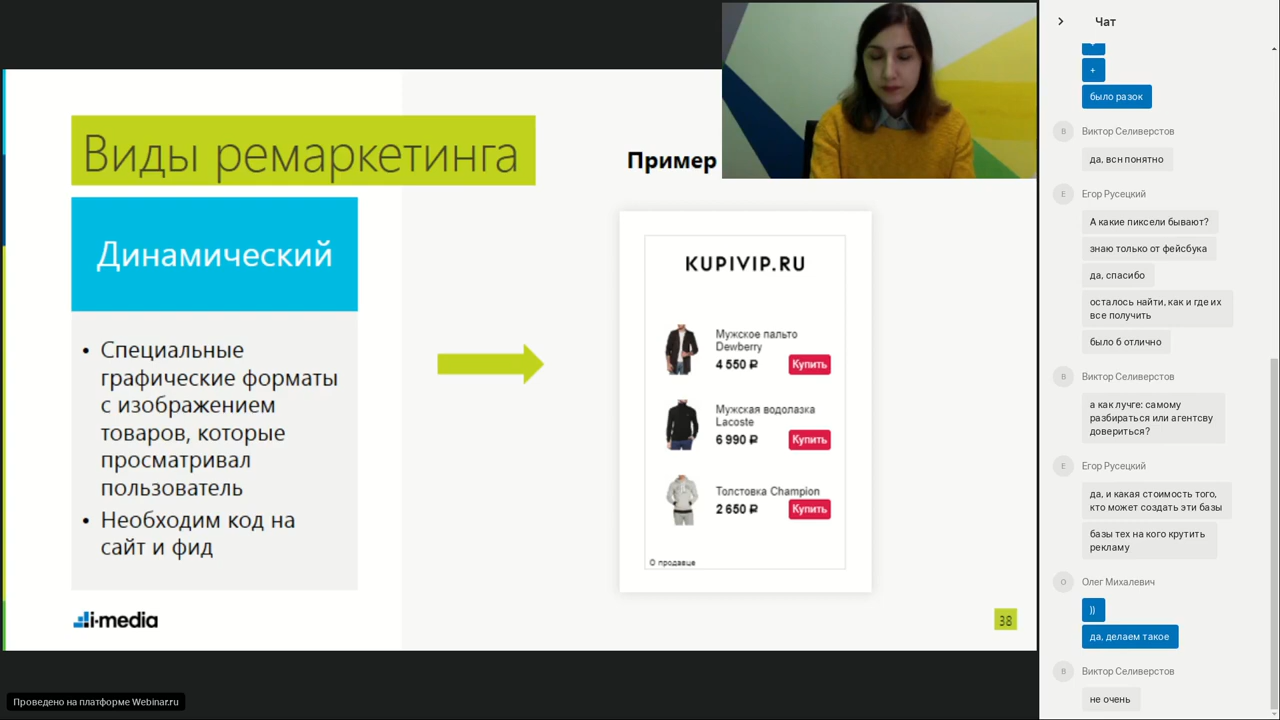 Виды ремаркетинга
Пример
Динамический
• Специальные
графические форматы
с изображением
товаров, которые
просматривал
пользователь
• Необходим код на
сайт и фид
KUPIVIP.RU
Мужское пальто
Dewberry
4 550 ₽
Купить
Мужская водолазка
Lacoste
6 990 ₽
Купить
Толстовка Champion
2 650 ₽
Купить
О продавце
i-media
38
Проведено на платформе Webinar.ru
Чат
+
было разок
В
Виктор Селиверстов
да, всн понятно
Е
Егор Русецкий
А какие пиксели бывают?
знаю только от фейсбука
да, спасибо
осталось найти, как и где их
все получить
было б отлично
В
Виктор Селиверстов
а как лучге: самому
разбираться или агентсву
довериться?
Е
Егор Русецкий
да, и какая стоимость того,
кто может создать эти базы
базы тех на кого крутить
рекламу
О
Олег Михалевич
))
да, делаем такое
В
Виктор Селиверстов
не очень